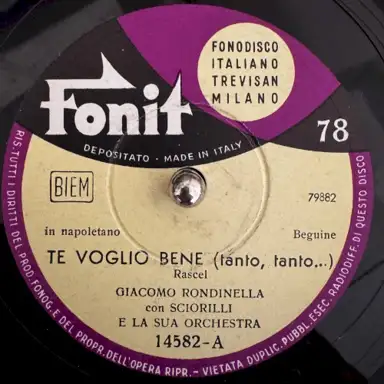 FONODISCO
ITALIANO
TREVISAN
MILANO
Fonit
78
DEPOSITATO - MADE IN ITALY
BIEM
79882
in napoletano
Beguine
TE VOGLIO BENE (tanto, tanto...)
Rascel
GIACOMO RONDINELLA
con SCIORILLI
E LA SUA ORCHESTRA
14582-A
RIS. TUTTI I DIRITTI DEL PROD. FONOG. E DEL PROPR. DELL'OPERA RIPR. - VIETATA DUPLIC. PUBBL. ESEC. RADIODIFF. DI QUESTO DISCO